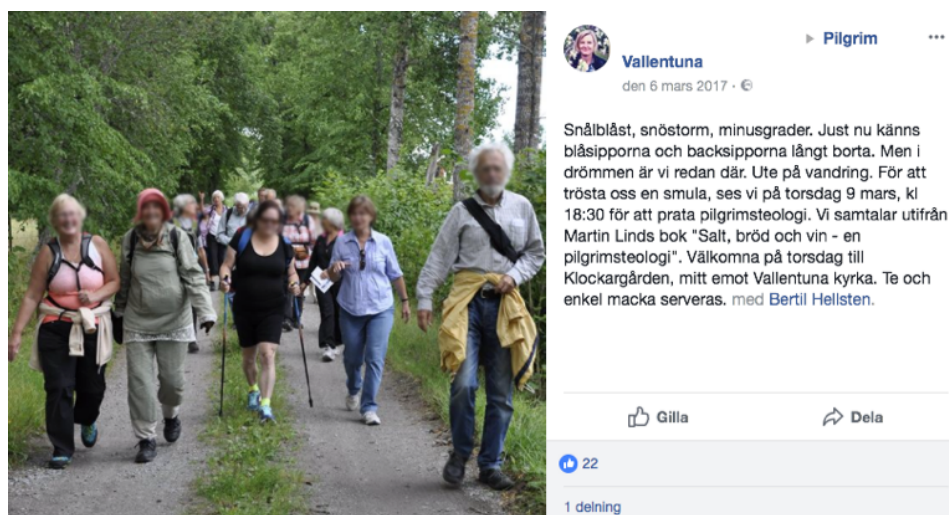 Pilgrim
Vallentuna
den 6 mars 2017
Snålblåst, snöstorm, minusgrader. Just nu känns
blåsipporna och backsipporna långt borta. Men i
drömmen är vi redan där. Ute på vandring. För att
trösta oss en smula, ses vi på torsdag 9 mars, kl
18:30 för att prata pilgrimsteologi. Vi samtalar utifrån
Martin Linds bok "Salt, bröd och vin - en
pilgrimsteologi". Välkomna på torsdag till
Klockargården, mitt emot Vallentuna kyrka. Te och
enkel macka serveras. med Bertil Hellsten.
Gilla Dela
22
1 delning